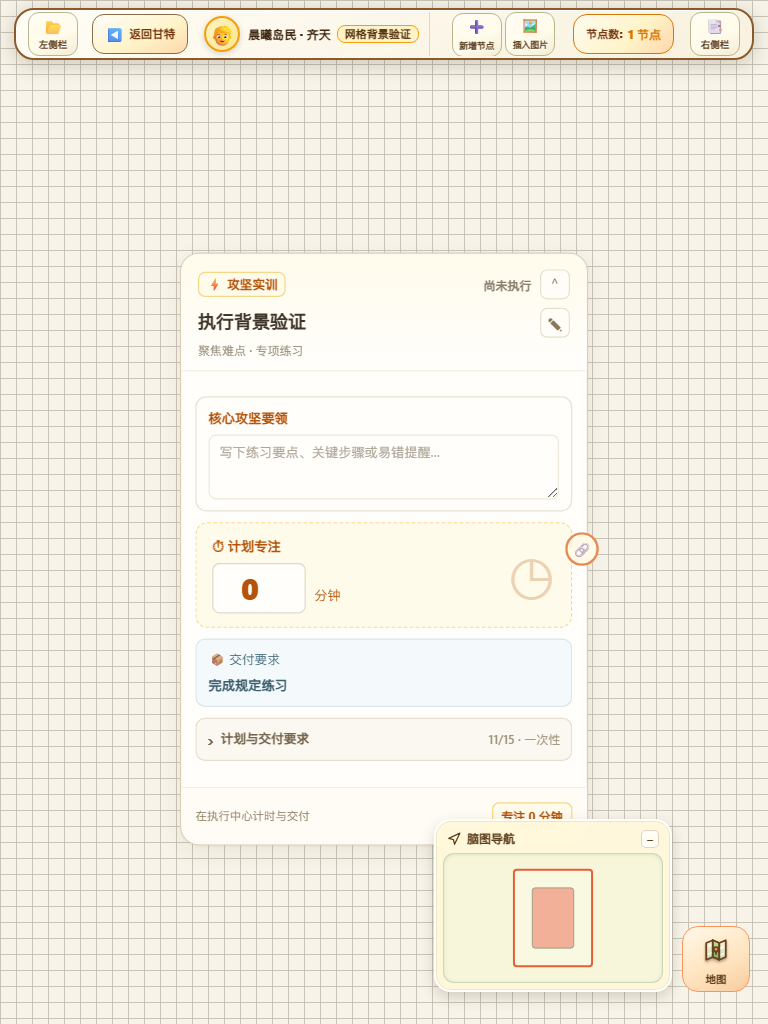 左侧栏
返回甘特
晨曦岛民 · 齐天
网格背景验证
新增节点
插入图片
节点数: 1 节点
右侧栏
攻坚实训
尚未执行
执行背景验证
聚焦难点 · 专项练习
核心攻坚要领
写下练习要点、关键步骤或易错提醒...
计划专注
0
分钟
交付要求
完成规定练习
计划与交付要求
11/15 · 一次性
在执行中心计时与交付
专注 0 分钟
脑图导航
地图